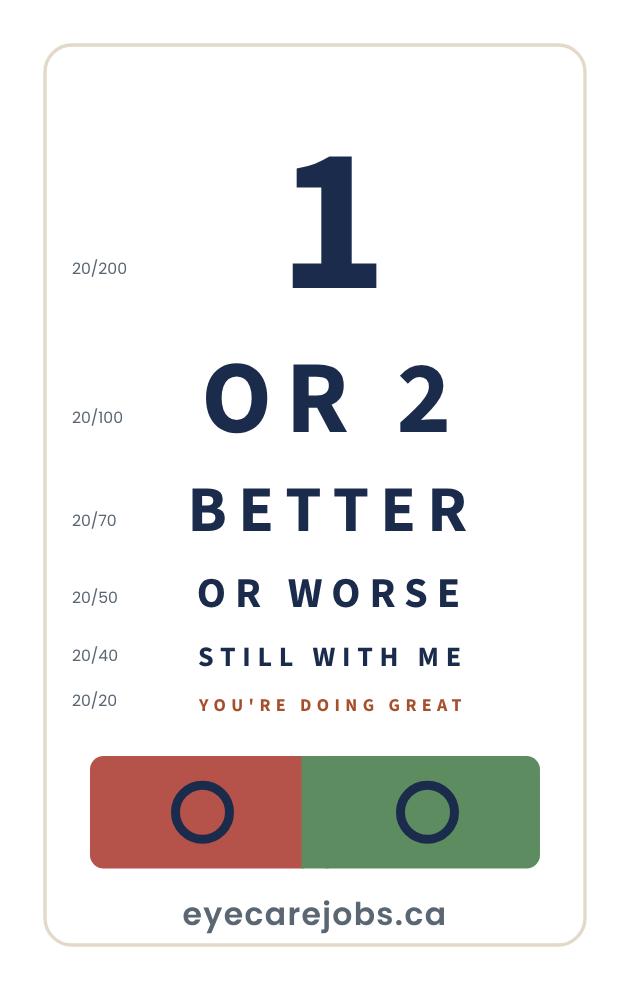 1
20/200
OR 2
20/100
BETTER
20/70
OR WORSE
20/50
STILL WITH ME
20/40
YOU'RE DOING GREAT
20/20
eyecarejobs.ca